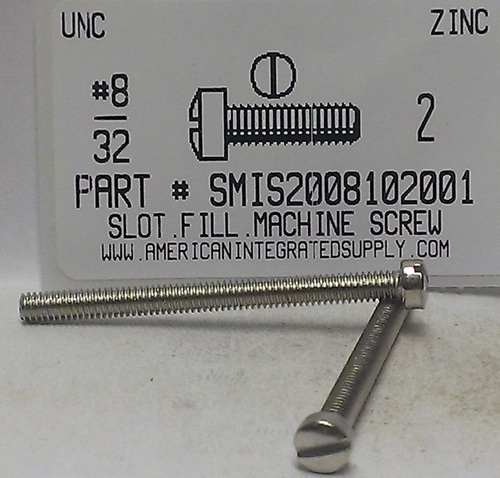 UNC ZINC
#8
32
2
PART # SMIS2008102001
SLOT.FILL.MACHINE SCREW
WWW.AMERICANINTEGRATEDSUPPLY.COM